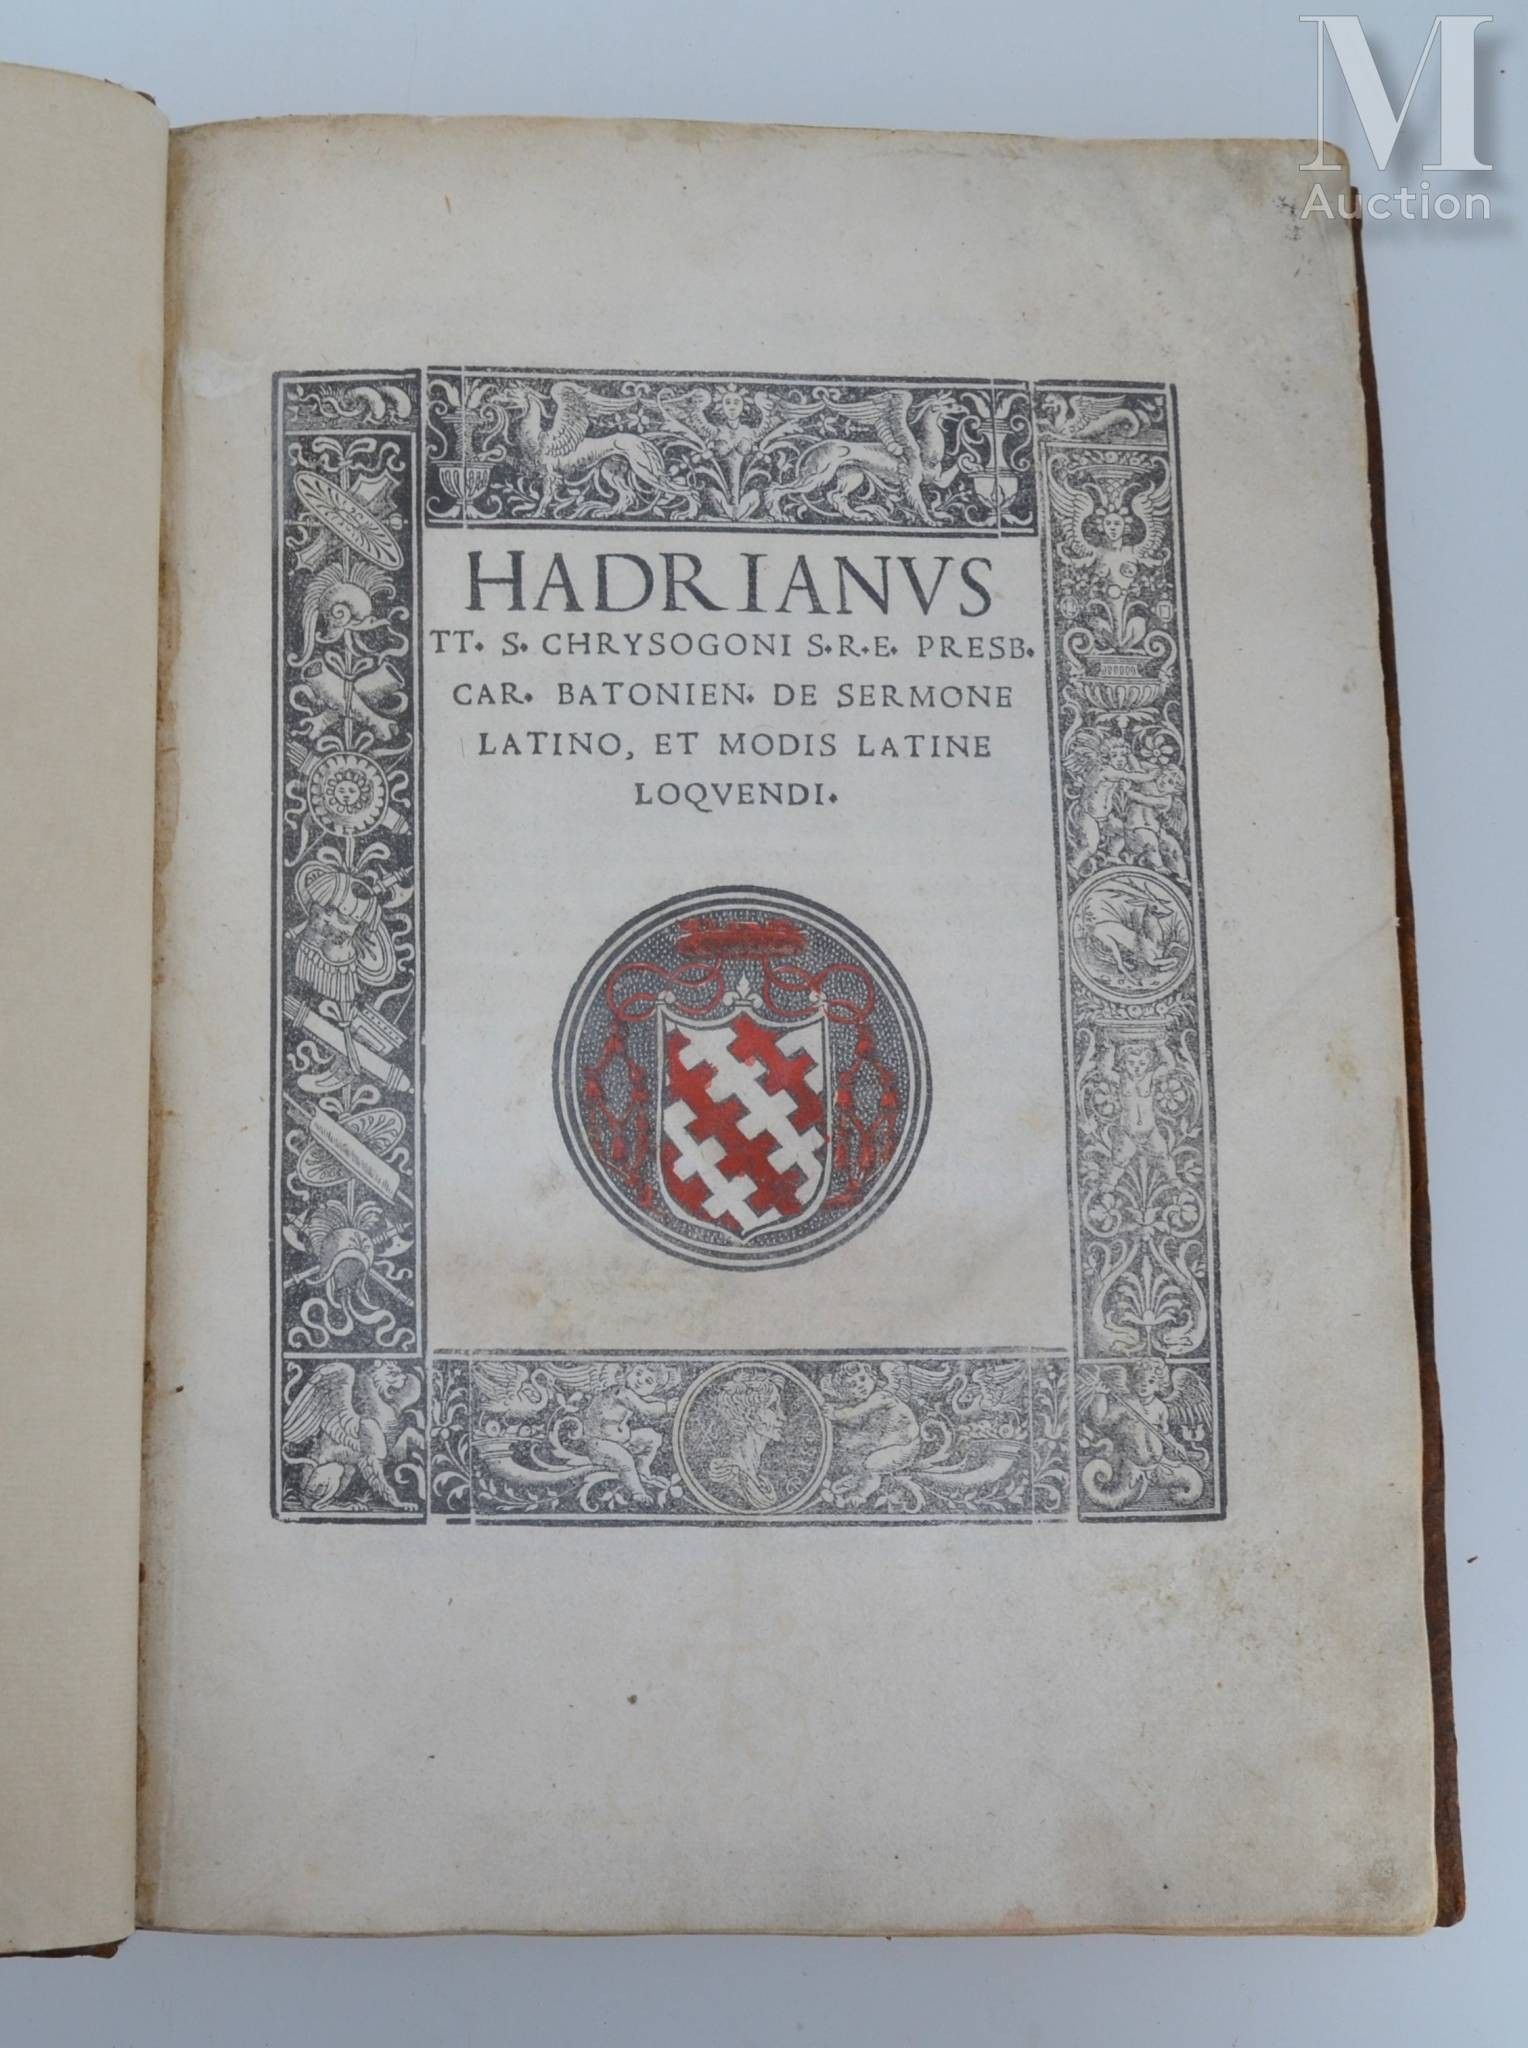 M
Auction
HADRIANVS
TT. S. CHRYSOGONI S.R.E. PRESB.
CAR. BATONIEN. DE SERMONE
LATINO, ET MODIS LATINE
LOQVENDI.